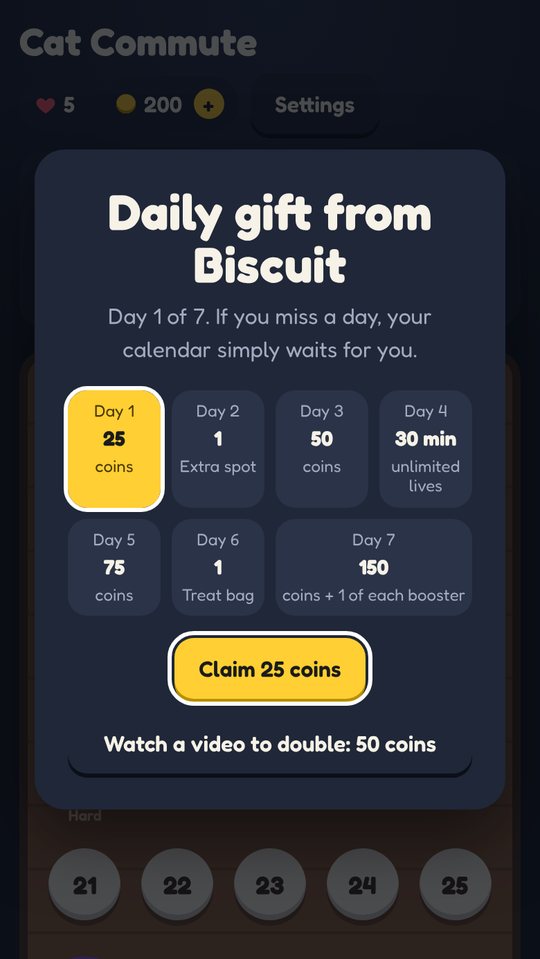 Cat Commute
5
200
+
Settings
Daily gift from
Biscuit
Day 1 of 7. If you miss a day, your
calendar simply waits for you.
Day 1
25
coins
Day 2
1
Extra spot
Day 3
50
coins
Day 4
30 min
unlimited
lives
Day 5
75
coins
Day 6
1
Treat bag
Day 7
150
coins + 1 of each booster
Claim 25 coins
Watch a video to double: 50 coins
Hard
21 22 23 24 25